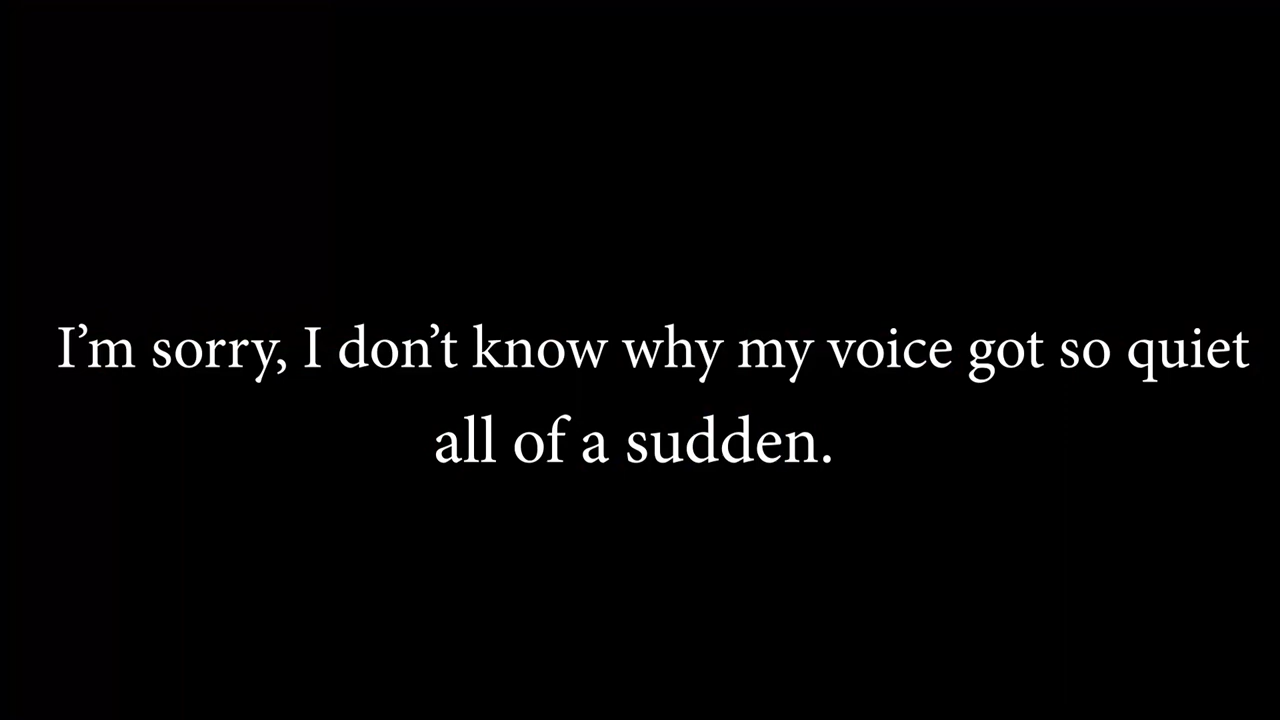 I’m sorry, I don’t know why my voice got so quiet
all of a sudden.